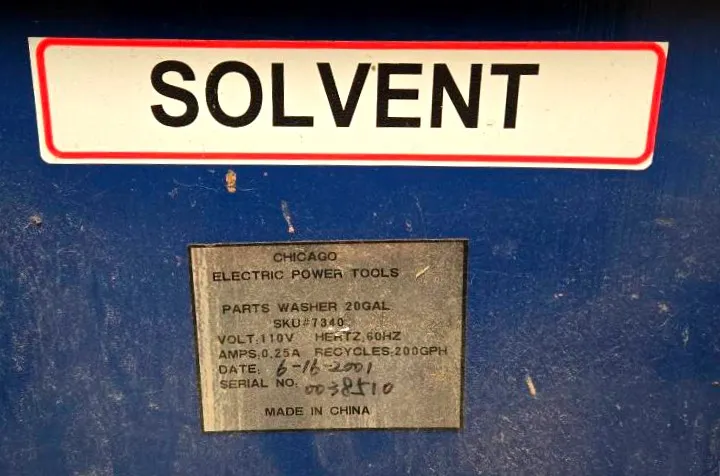 SOLVENT
CHICAGO
ELECTRIC POWER TOOLS
PARTS WASHER 20GAL
SKU#7340
VOLT,110V HERTZ,60HZ
AMPS,0.25A RECYCLES,200GPH
DATE: 6-16-2001
SERIAL NO. 0038510
MADE IN CHINA